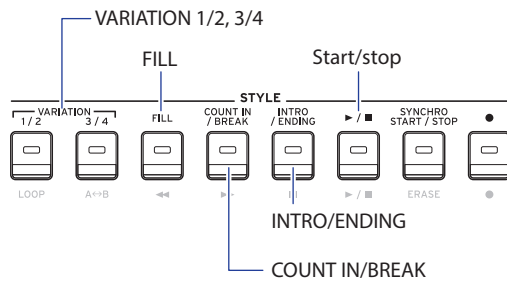 VARIATION 1/2, 3/4
FILL
Start/stop
STYLE
VARIATION
1 / 2
3 / 4
FILL
COUNT IN
/ BREAK
INTRO
/ ENDING
► / ■
SYNCHRO
START / STOP
●
LOOP
A↔B
◄◄
► / ■
ERASE
●
INTRO/ENDING
COUNT IN/BREAK